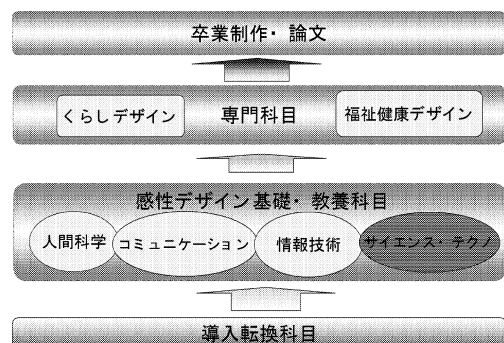 卒業制作・論文
くらしデザイン 専門科目 福祉健康デザイン
感性デザイン基礎・教養科目
人間科学 コミュニケーション 情報技術 サイエンス・テクノ
導入転換科目